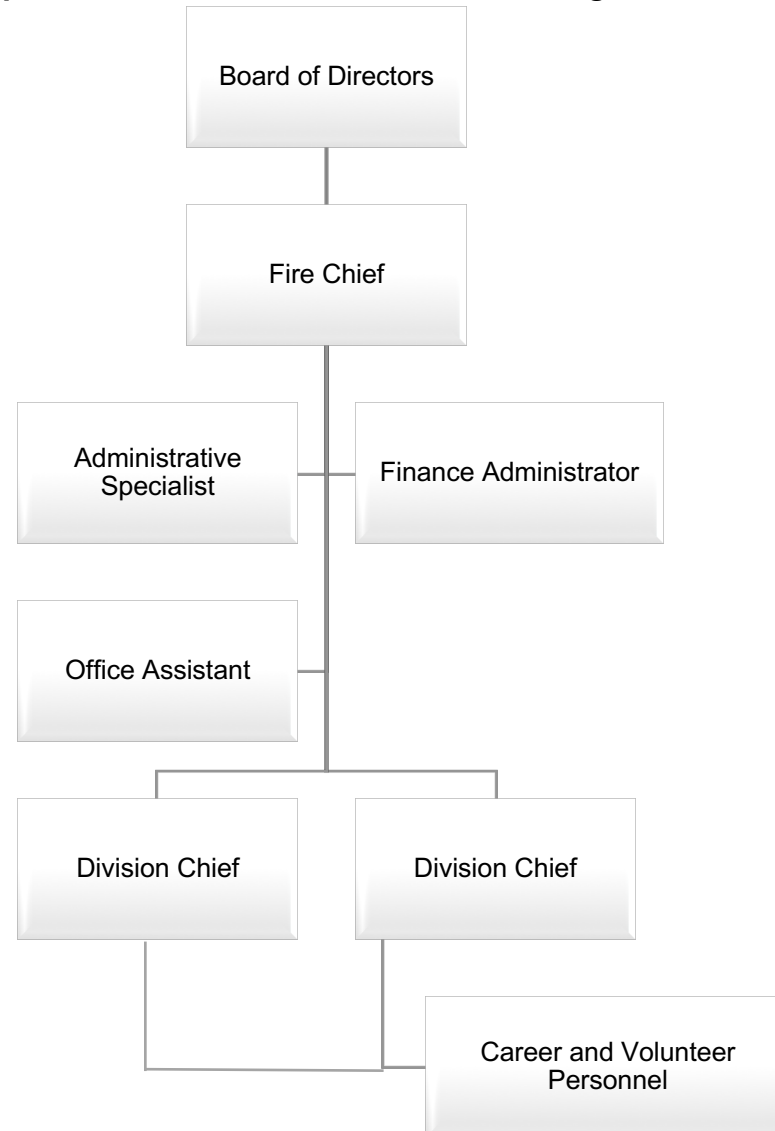 Board of Directors
Fire Chief
Administrative
Specialist
Finance Administrator
Office Assistant
Division Chief
Division Chief
Career and Volunteer
Personnel